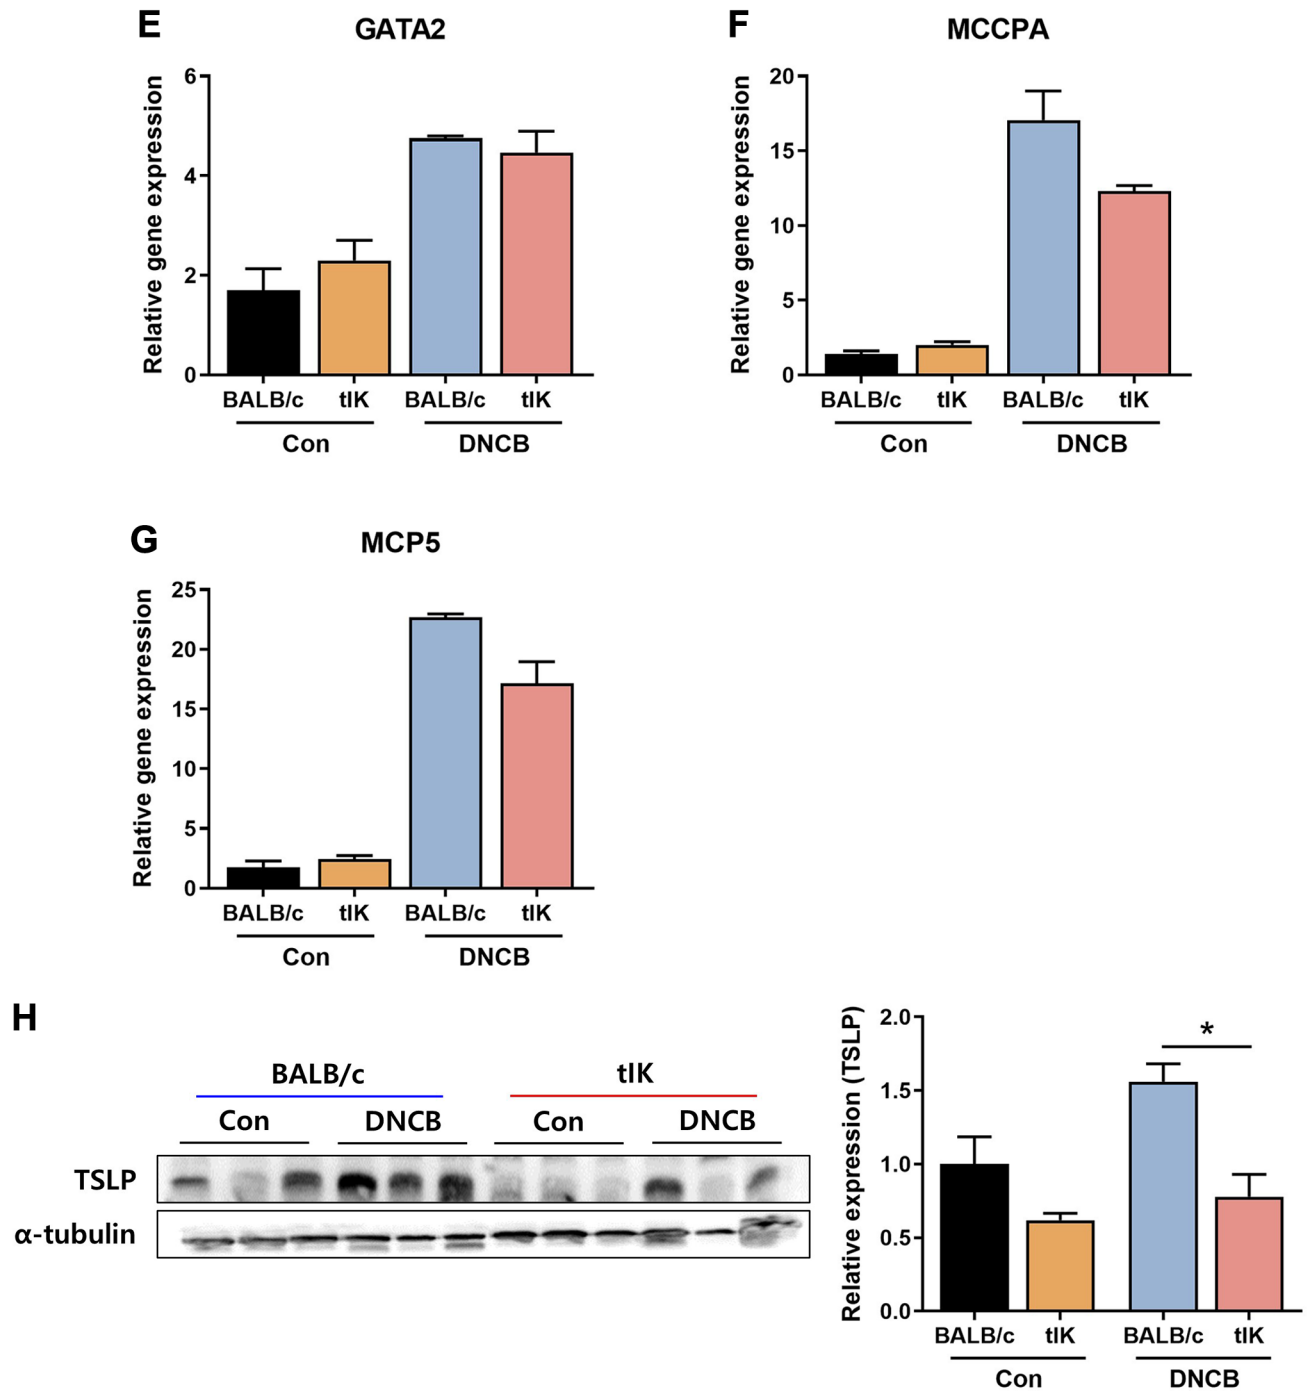 E
GATA2
Relative gene expression
6
4
2
0
BALB/c tIK BALB/c tIK
Con DNCB
F
MCCPA
Relative gene expression
20
15
10
5
0
BALB/c tIK BALB/c tIK
Con DNCB
G
MCP5
Relative gene expression
25
20
15
10
5
0
BALB/c tIK BALB/c tIK
Con DNCB
H
BALB/c tIK
Con DNCB Con DNCB
TSLP
α-tubulin
Relative expression (TSLP)
2.0
1.5
1.0
0.5
0.0
*
BALB/c tIK BALB/c tIK
Con DNCB